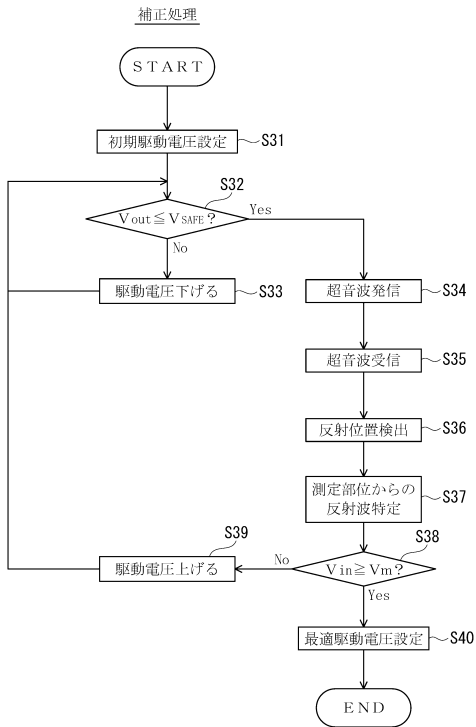 補正処理
START
初期駆動電圧設定
S31
S32
Vout≦VSAFE?
Yes
No
駆動電圧下げる
S33
超音波発信
S34
超音波受信
S35
反射位置検出
S36
測定部位からの
反射波特定
S37
S38
Vin≧Vm?
No
Yes
S39
駆動電圧上げる
最適駆動電圧設定
S40
END